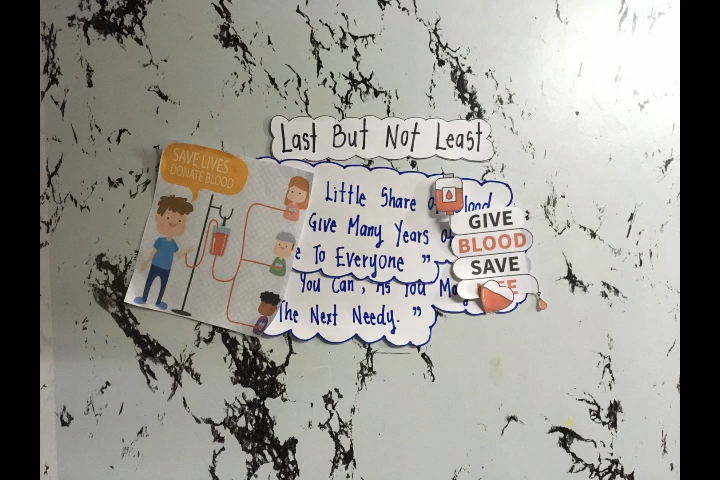 Last But Not Least
SAVE LIVES
DONATE BLOOD
Little Share
Give Many Years
To Everyone "
You Can, As You
The Next Needy. "
GIVE
BLOOD
SAVE